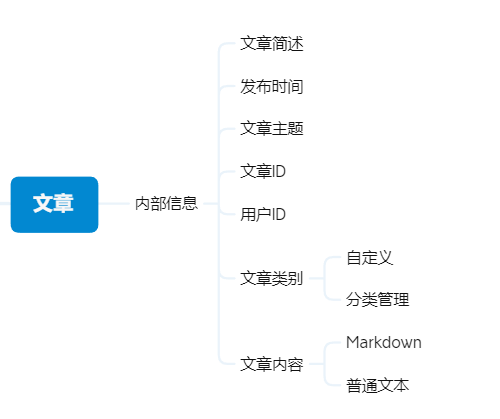 文章
内部信息
文章简述
发布时间
文章主题
文章ID
用户ID
文章类别
自定义
分类管理
文章内容
Markdown
普通文本